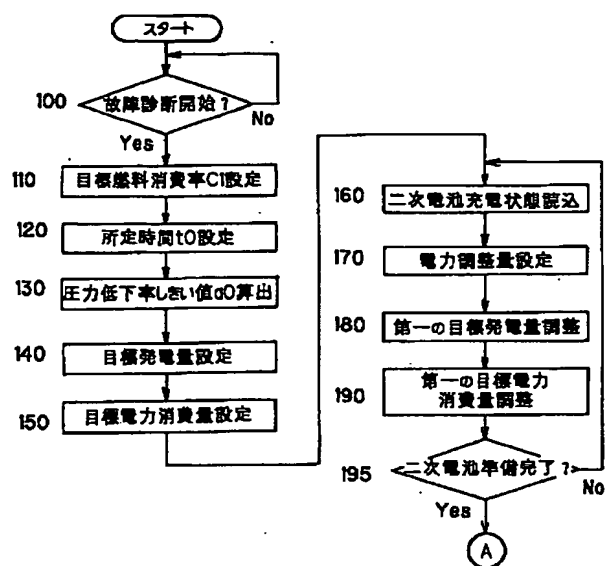 スタート
100
故障診断開始？
No
Yes
110
目標燃料消費率C1設定
120
所定時間t0設定
130
圧力低下率しきい値α0算出
140
目標発電量設定
150
目標電力消費量設定
160
二次電池充電状態読込
170
電力調整量設定
180
第一の目標発電量調整
190
第一の目標電力
消費量調整
195
二次電池準備完了？
No
Yes
A